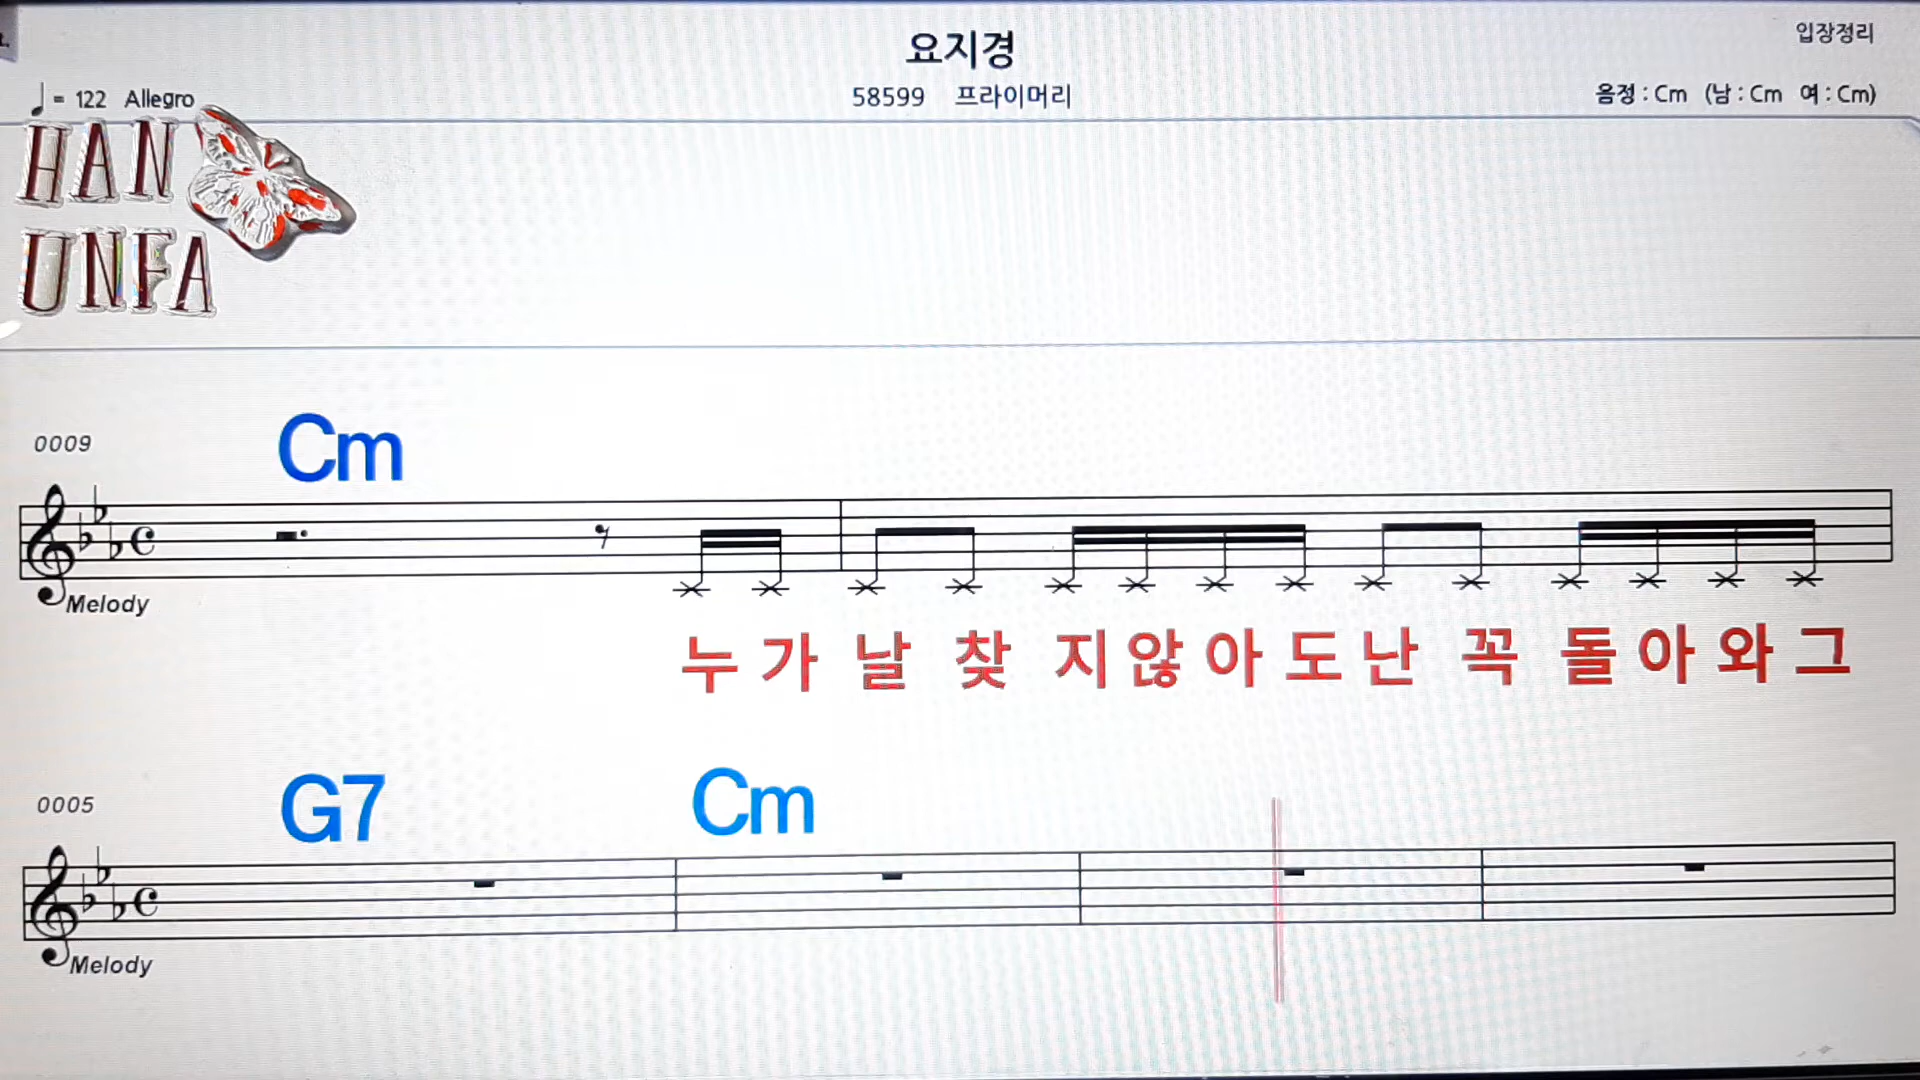 요지경
입장정리
♩= 122 Allegro
58599 프라이머리
음정 : Cm (남 : Cm 여 : Cm)
HAN
UNFA
0009
Cm
Melody
누 가 날 찾 지 않 아 도 난 꼭 돌 아 와 그
0005
G7 Cm
Melody